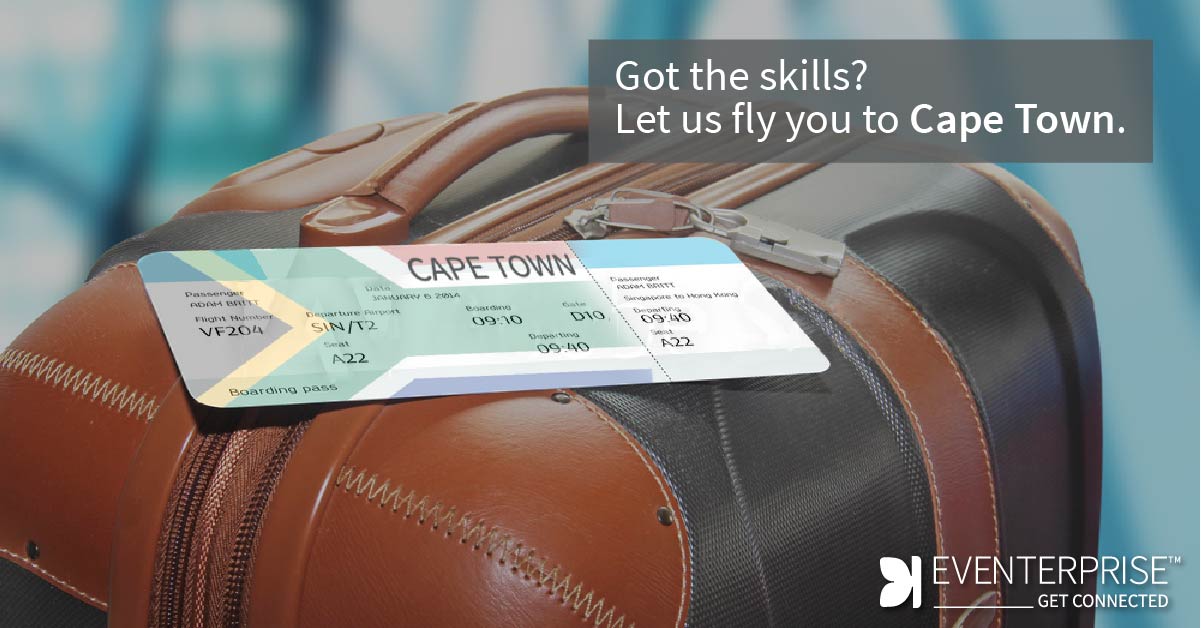 Got the skills?
Let us fly you to Cape Town.
CAPE TOWN
Passenger
ADAM BRITT
Flight Number
VF204
Date
JANUARY 6 2014
Departure Airport
SIN/T2
Seat
A22
Boarding
09:10
Gate
D10
Departing
09:40
Boarding pass
Passenger
ADAM BRITT
Singapore to Hong Kong
Departing
09:40
Seat
A22
EVENTERPRISE™
GET CONNECTED